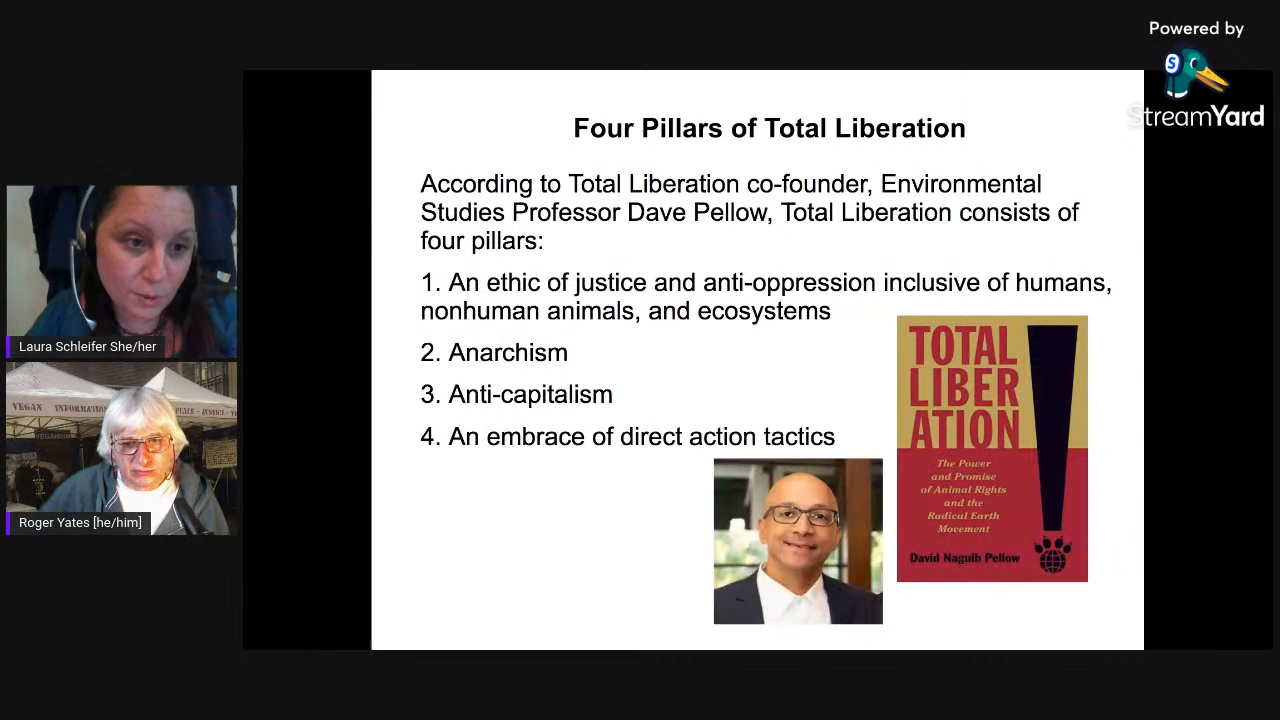 Powered by
StreamYard
Four Pillars of Total Liberation
According to Total Liberation co-founder, Environmental
Studies Professor Dave Pellow, Total Liberation consists of
four pillars:
1. An ethic of justice and anti-oppression inclusive of humans,
nonhuman animals, and ecosystems
2. Anarchism
3. Anti-capitalism
4. An embrace of direct action tactics
TOTAL
LIBER
ATION
The Power
and Promise
of Animal Rights
and the
Radical Earth
Movement
David Naguib Pellow
Laura Schleifer She/her
VEGAN INFORMATION
Roger Yates [he/him]